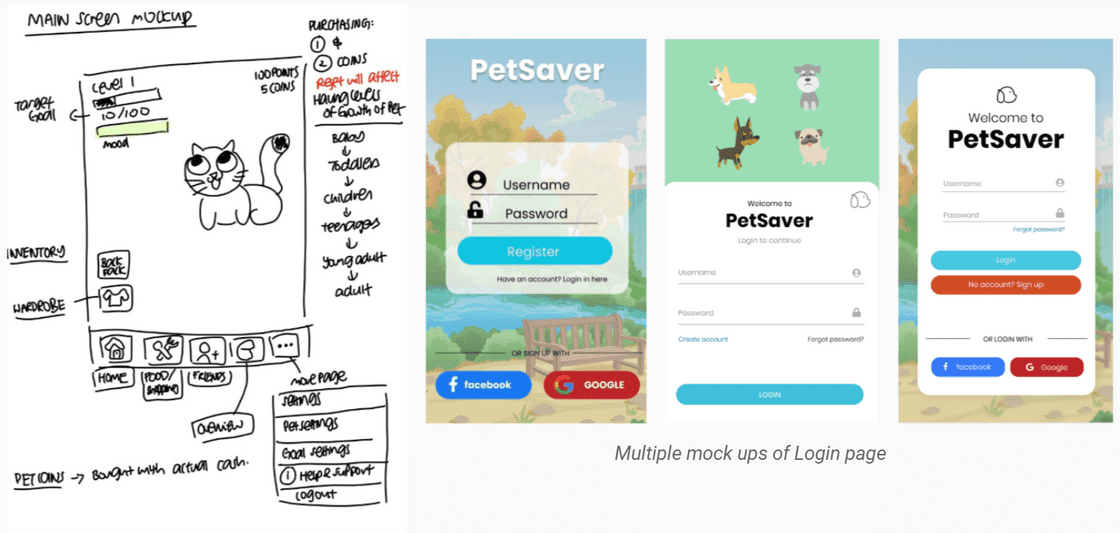 MAIN SCREEN MOCKUP
Level 1
100 POINTS
5 COINS
TARGET
GOAL
10/100
mood
INVENTORY
BACK
PACK
WARDROBE
HOME
FOOD/
SHOPPING
FRIENDS
overview
more page
settings
Pet settings
Goal settings
Help & support
Logout
PET COINS → Bought with actual cash.
PURCHASING:
1 $
2 COINS
Reset will affect
Having levels
of Growth of Pet
BABY
↓
Toddlers
↓
children
↓
teenages
↓
young adult
↓
adult
PetSaver
Username
Password
Register
Have an account? Login in here
OR SIGN UP WITH
facebook
GOOGLE
Welcome to
PetSaver
Login to continue
Username
Password
Create account
Forgot password?
LOGIN
Welcome to
PetSaver
Username
Password
Forgot password?
Login
No account? Sign up
OR LOGIN WITH
facebook
Google
Multiple mock ups of Login page